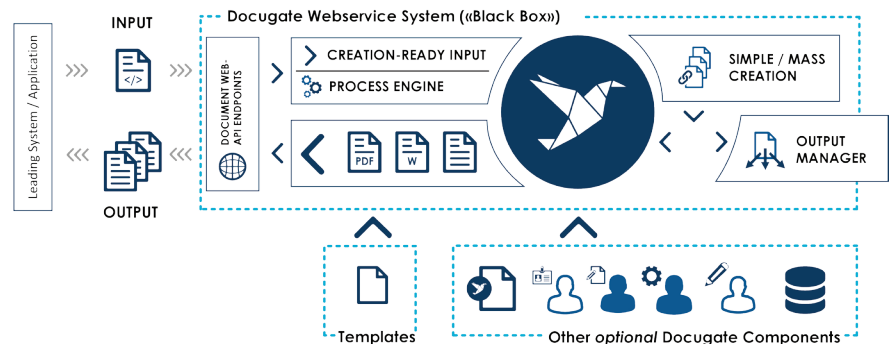 Docugate Webservice System («Black Box»)
INPUT
Leading System / Application
</>
DOCUMENT WEB-
API ENDPOINTS
CREATION-READY INPUT
PROCESS ENGINE
SIMPLE / MASS
CREATION
PDF
W
OUTPUT
MANAGER
OUTPUT
Templates
Other optional Docugate Components